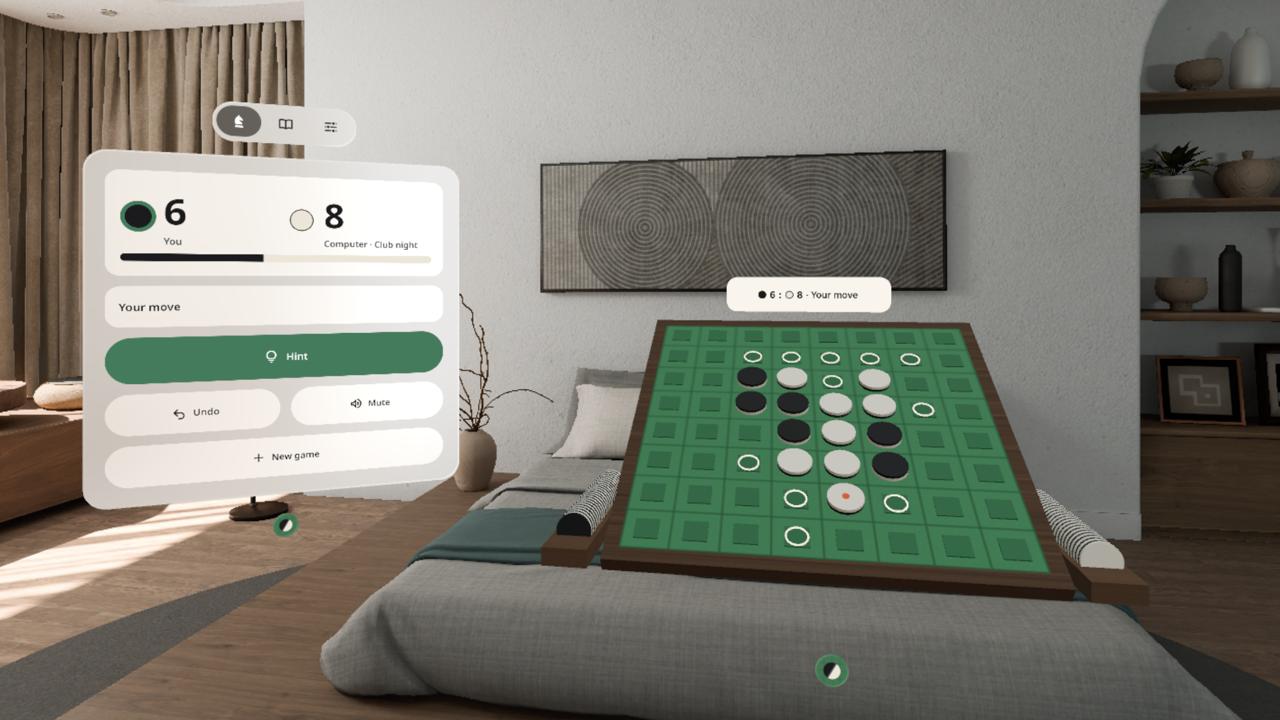 6
You
8
Computer · Club night
Your move
Hint
Undo
Mute
+ New game
6 : 8 · Your move